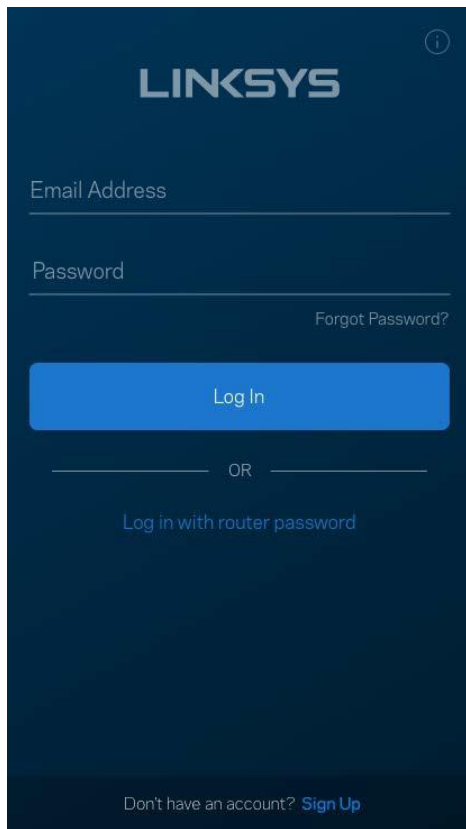 LINKSYS
Email Address
Password
Forgot Password?
Log In
OR
Log in with router password
Don't have an account? Sign Up